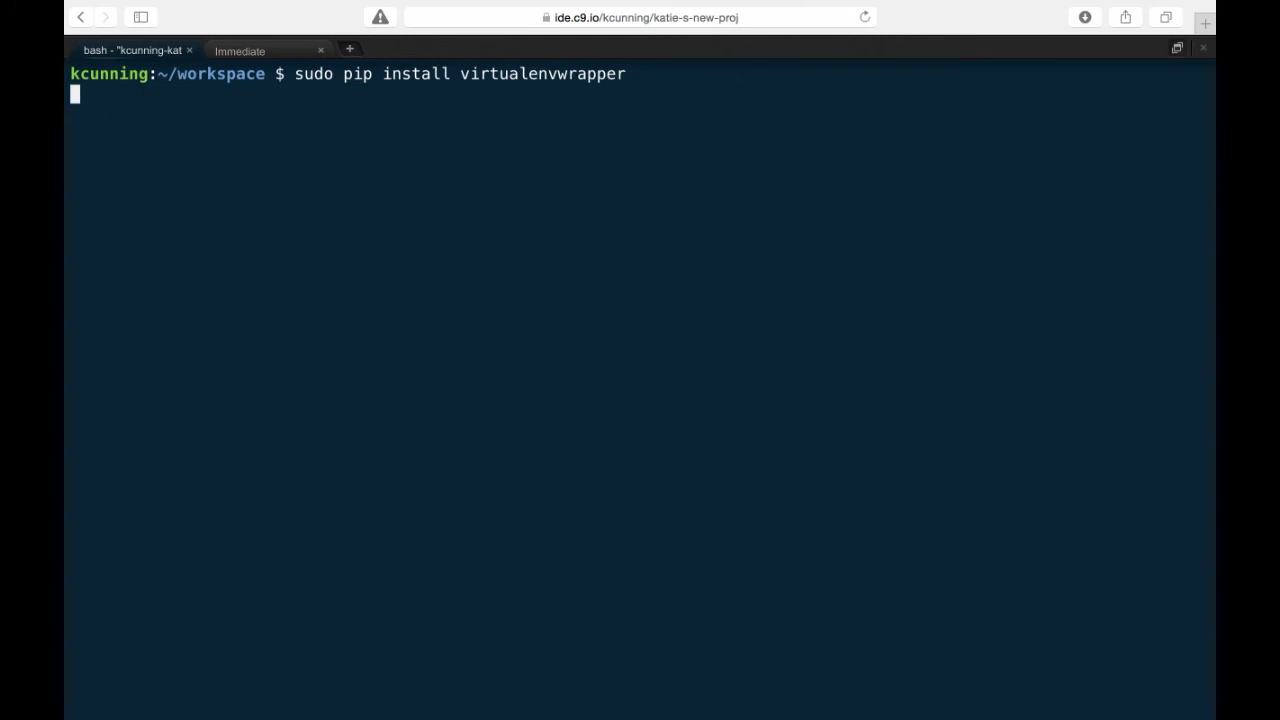 ide.c9.io/kcunning/katie-s-new-proj
bash - "kcunning-kat × Immediate × +
kcunning:~/workspace $ sudo pip install virtualenvwrapper